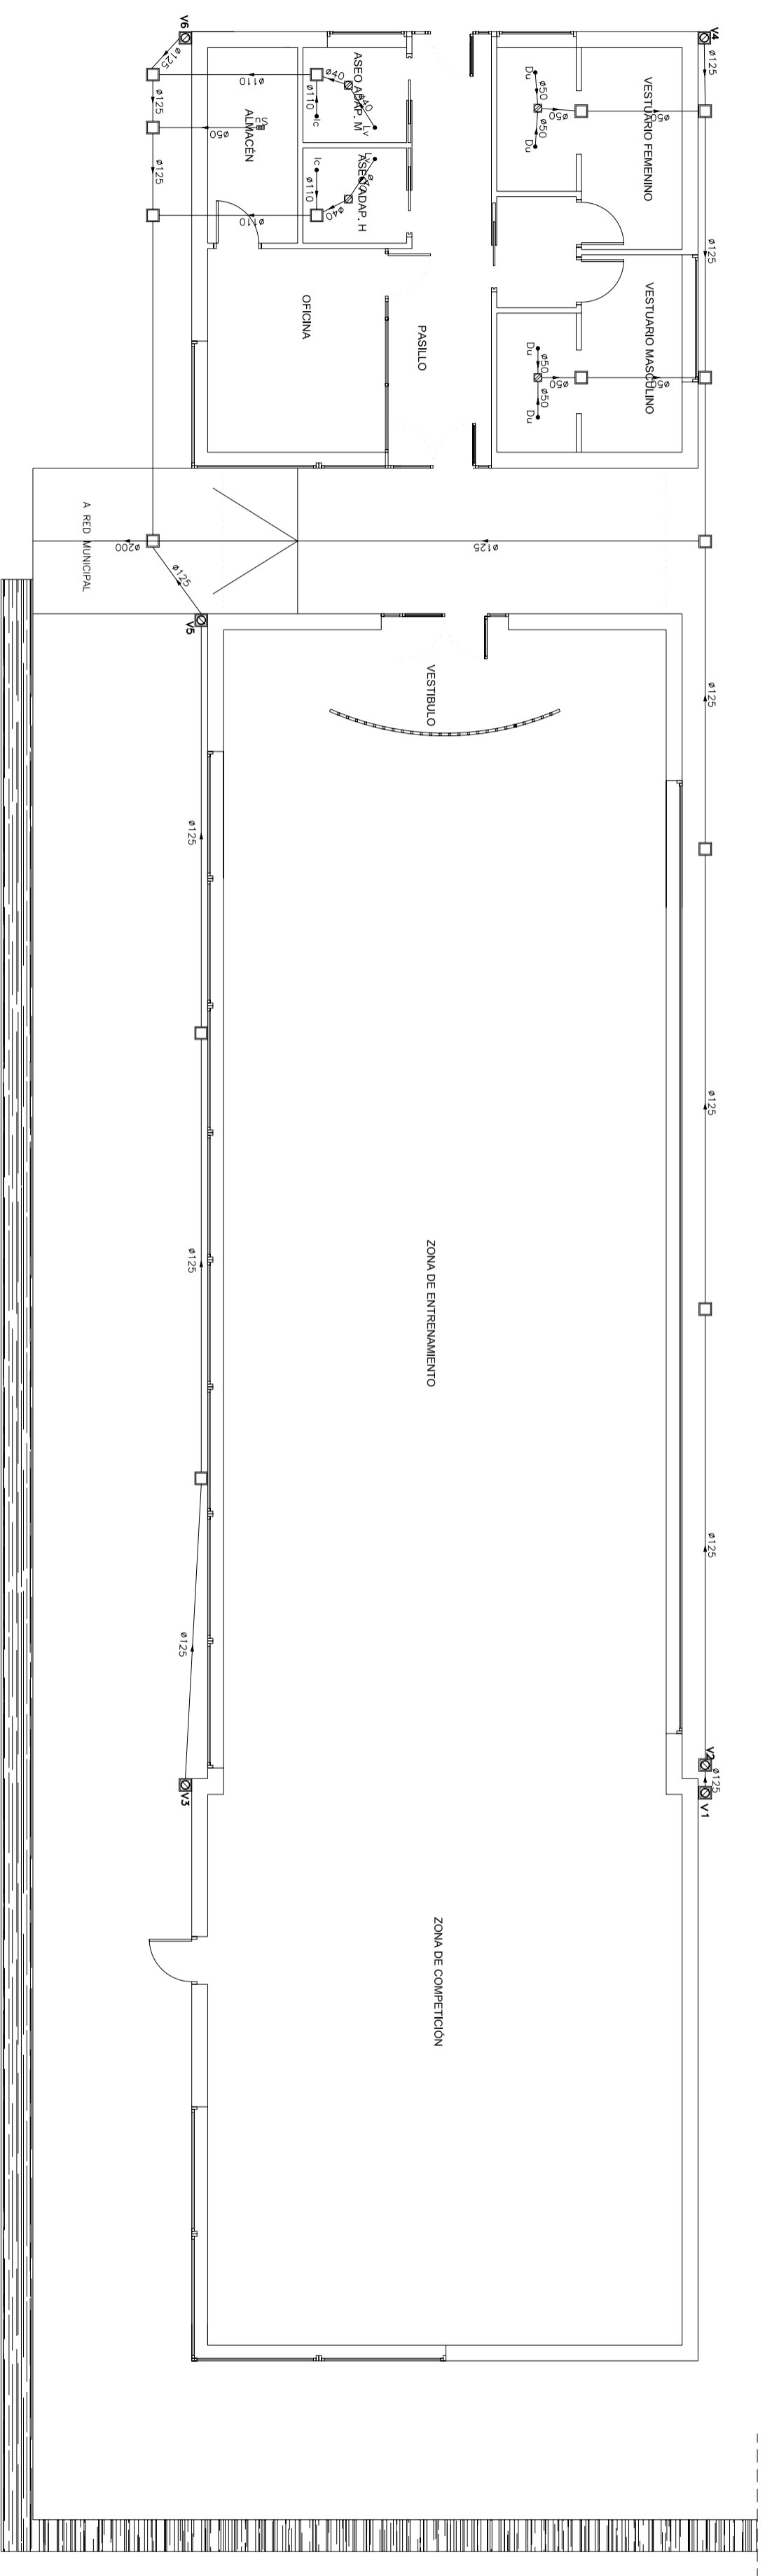 V6
V4
ø125
ø125
ø125
ø125
ø110
ø40
ø40
ASEO ADAP. M
Lv
Ic
ø110
ALMACÉN
ø50
Du
ø50
ø50
ø50
ø50
Du
VESTUARIO FEMENINO
Lv
Ic
ø110
ø40
ASEO ADAP. H
ø110
ø125
OFICINA
PASILLO
VESTUARIO MASCULINO
Du
ø50
ø50
ø50
ø50
Du
A RED MUNICIPAL
ø200
ø125
ø125
V5
VESTIBULO
ø125
ø125
ø125
ø125
ZONA DE ENTRENAMIENTO
ø125
ø125
V2
ø125
V1
V3
ZONA DE COMPETICIÓN